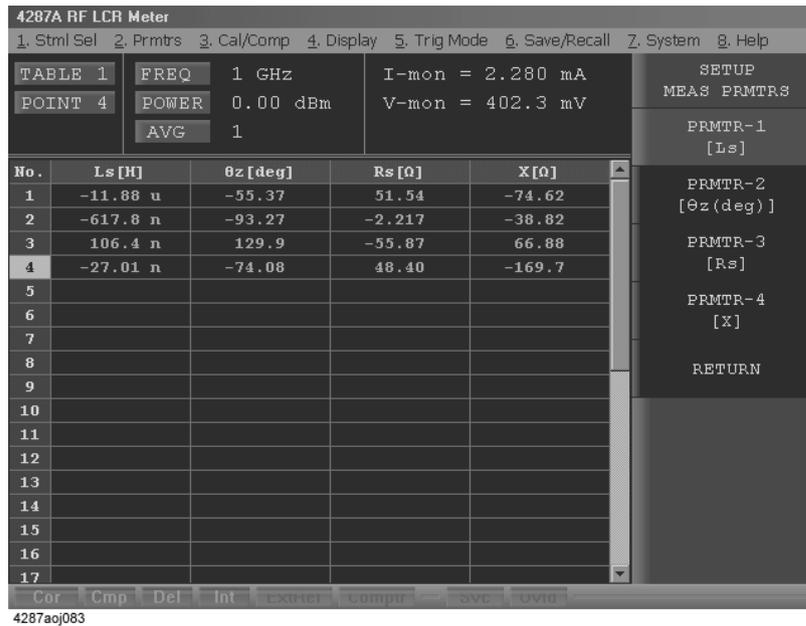 4287A RF LCR Meter
1. Stml Sel 2. Prmtrs 3. Cal/Comp 4. Display 5. Trig Mode 6. Save/Recall 7. System 8. Help
TABLE 1 FREQ 1 GHz I-mon = 2.280 mA
POINT 4 POWER 0.00 dBm V-mon = 402.3 mV
AVG 1
No. Ls[H] θz[deg] Rs[Ω] X[Ω]
1 -11.88 u -55.37 51.54 -74.62
2 -617.8 n -93.27 -2.217 -38.82
3 106.4 n 129.9 -55.87 66.88
4 -27.01 n -74.08 48.40 -169.7
5
6
7
8
9
10
11
12
13
14
15
16
17
SETUP
MEAS PRMTRS
PRMTR-1
[Ls]
PRMTR-2
[θz(deg)]
PRMTR-3
[Rs]
PRMTR-4
[X]
RETURN
Cor Cmp Del Int ExtRef Comptr Svc Ovld
4287aoj083